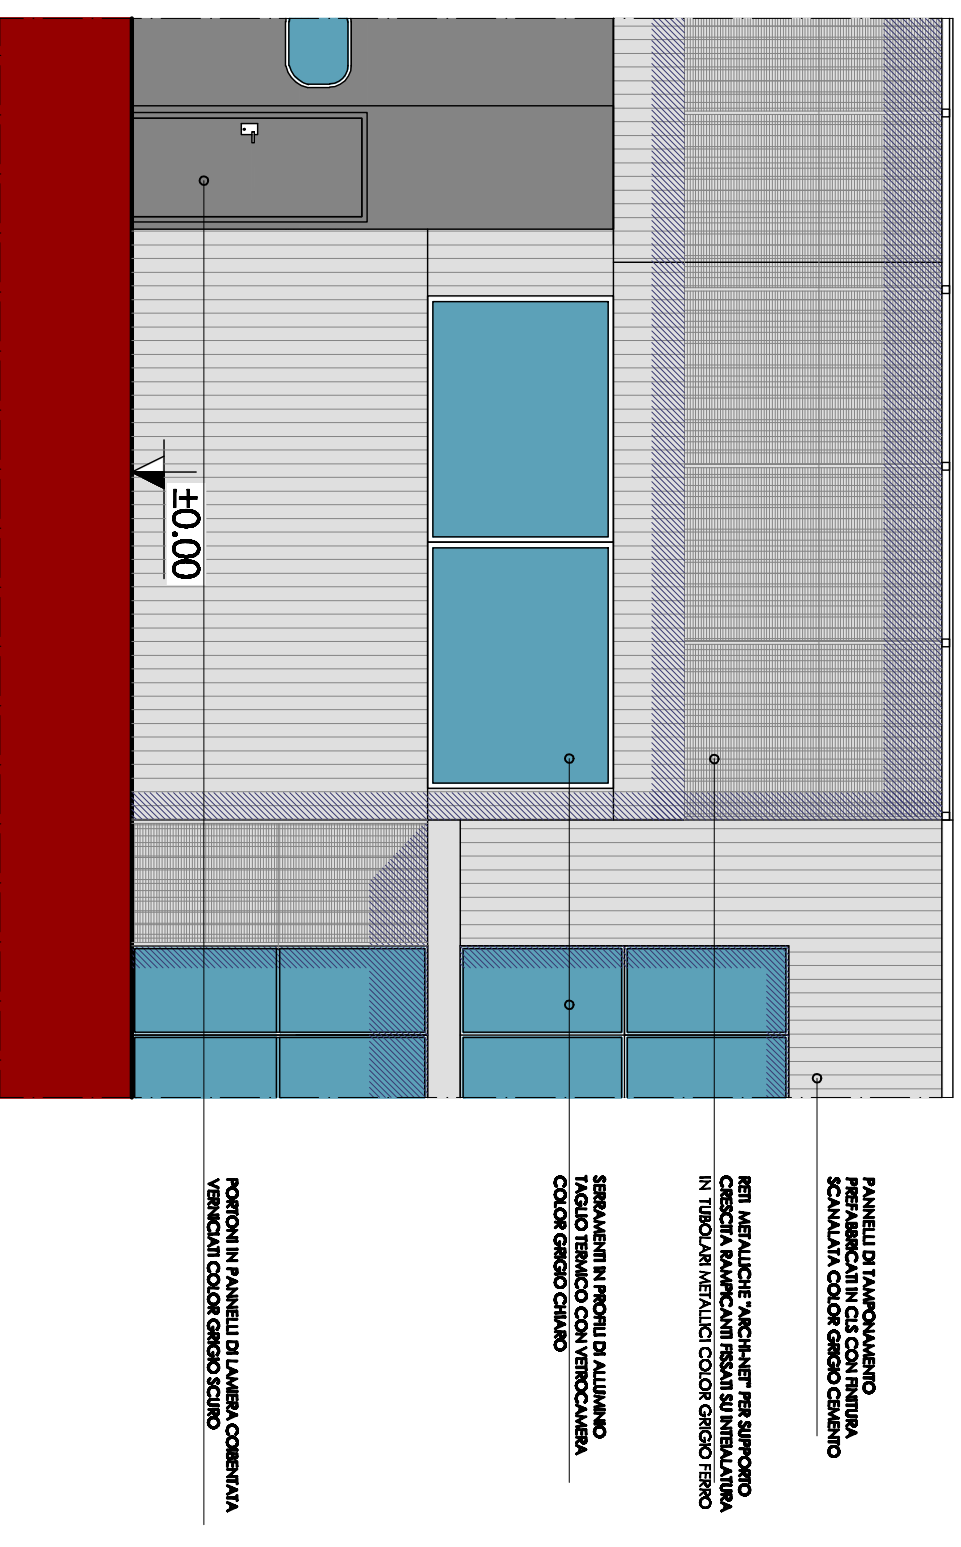 PANNELLI DI TAMPONAMENTO
PREFABBRICATI IN CLS CON FINITURA
SCANALATA COLOR GRIGIO CEMENTO
RETI METALLICHE "ARCHI-NET" PER SUPPORTO
CRESCITA RAMPICANTI FISSATI SU INTEIALATURA
IN TUBOLARI METALLICI COLOR GRIGIO FERRO
SERRAMENTI IN PROFILI DI ALLUMINIO
TAGLIO TERMICO CON VETROCAMERA
COLOR GRIGIO CHIARO
±0.00
PORTONI IN PANNELLI DI LAMIERA COIBENTATA
VERNICIATI COLOR GRIGIO SCURO